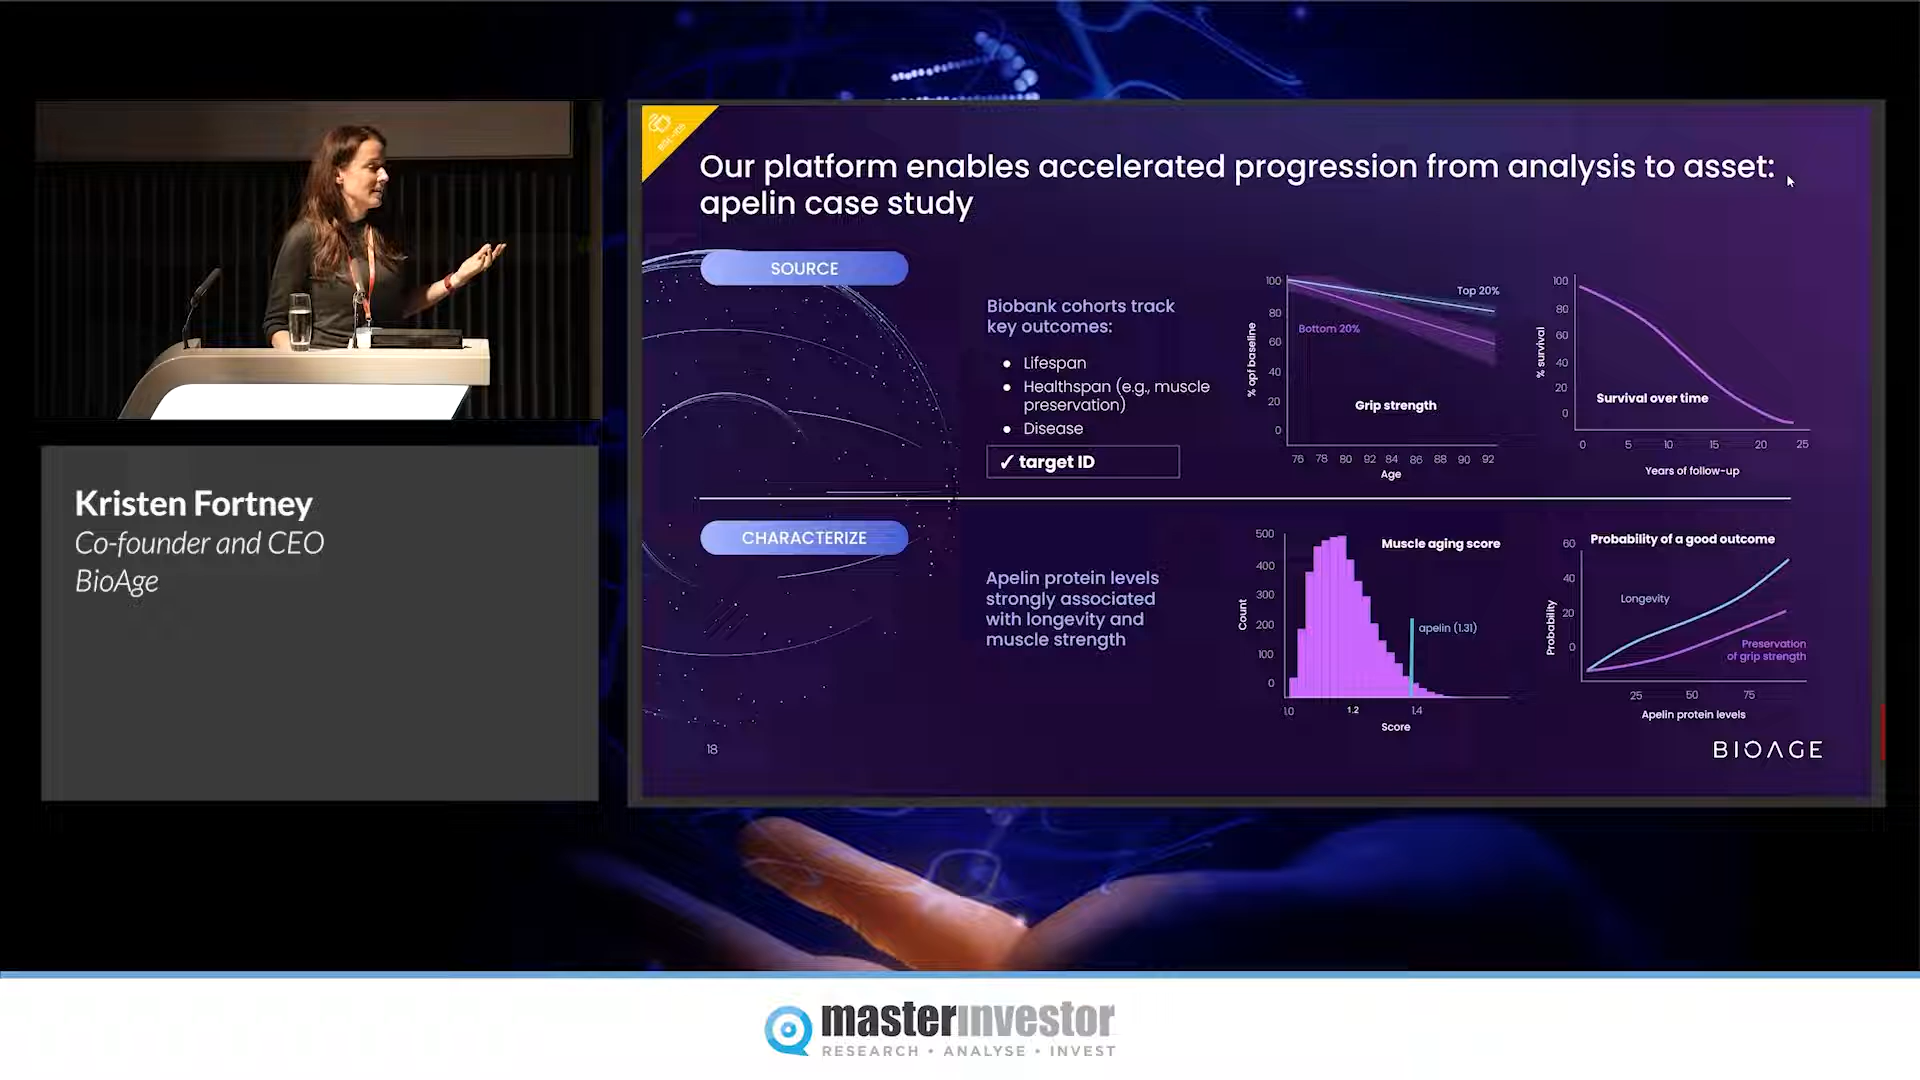 Our platform enables accelerated progression from analysis to asset:
apelin case study
SOURCE
Biobank cohorts track
key outcomes:
• Lifespan
• Healthspan (e.g., muscle
preservation)
• Disease
✓ target ID
% opf baseline
100
80
60
40
20
0
Top 20%
Bottom 20%
Grip strength
76 78 80 92 84 86 88 90 92
Age
% survival
100
80
60
40
20
0
Survival over time
0 5 10 15 20 25
Years of follow-up
CHARACTERIZE
Apelin protein levels
strongly associated
with longevity and
muscle strength
Count
500
400
300
200
100
0
Muscle aging score
apelin (1.31)
1.0 1.2 1.4
Score
Probability
60
40
20
0
Probability of a good outcome
Longevity
Preservation
of grip strength
25 50 75
Apelin protein levels
18
BIOAGE
Kristen Fortney
Co-founder and CEO
BioAge
masterinvestor
RESEARCH • ANALYSE • INVEST